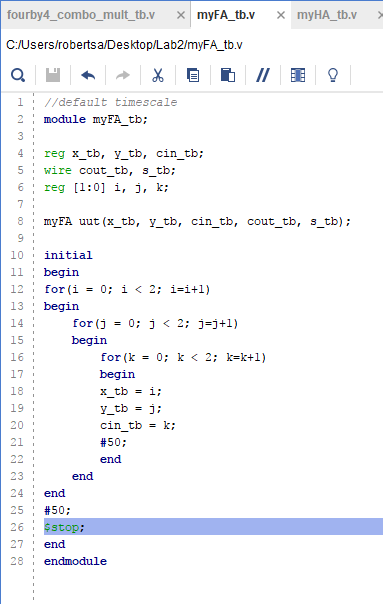 fourby4_combo_mult_tb.v × myFA_tb.v × myHA_tb.v ×
C:/Users/robertsa/Desktop/Lab2/myFA_tb.v
//
1 //default timescale
2 module myFA_tb;
3
4 reg x_tb, y_tb, cin_tb;
5 wire cout_tb, s_tb;
6 reg [1:0] i, j, k;
7
8 myFA uut(x_tb, y_tb, cin_tb, cout_tb, s_tb);
9
10 initial
11 begin
12 for(i = 0; i < 2; i=i+1)
13 begin
14 for(j = 0; j < 2; j=j+1)
15 begin
16 for(k = 0; k < 2; k=k+1)
17 begin
18 x_tb = i;
19 y_tb = j;
20 cin_tb = k;
21 #50;
22 end
23 end
24 end
25 #50;
26 $stop;
27 end
28 endmodule